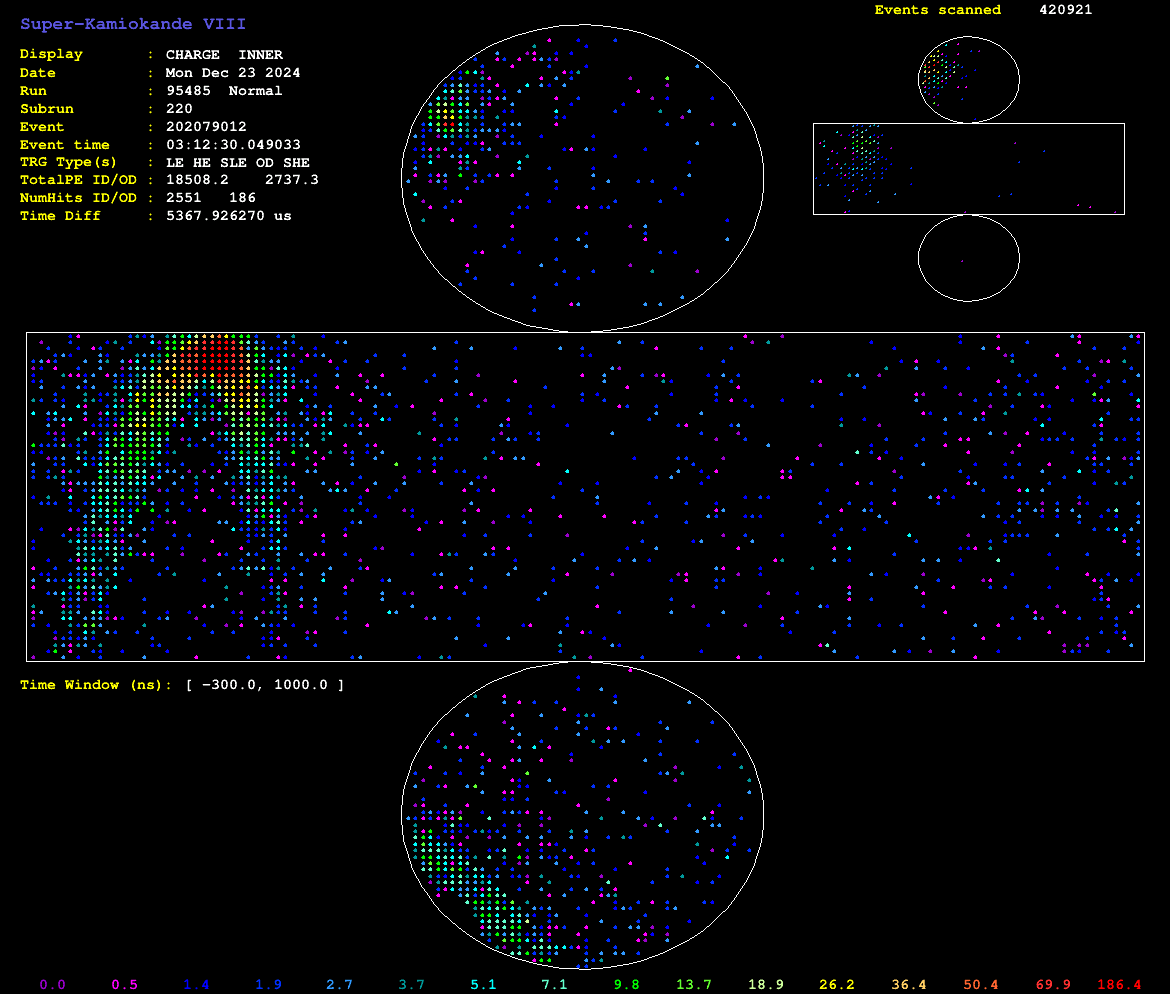 Super-Kamiokande VIII
Events scanned 420921
Display : CHARGE INNER
Date : Mon Dec 23 2024
Run : 95485 Normal
Subrun : 220
Event : 202079012
Event time : 03:12:30.049033
TRG Type(s) : LE HE SLE OD SHE
TotalPE ID/OD : 18508.2 2737.3
NumHits ID/OD : 2551 186
Time Diff : 5367.926270 us
Time Window (ns): [ -300.0, 1000.0 ]
0.0 0.5 1.4 1.9 2.7 3.7 5.1 7.1 9.8 13.7 18.9 26.2 36.4 50.4 69.9 186.4